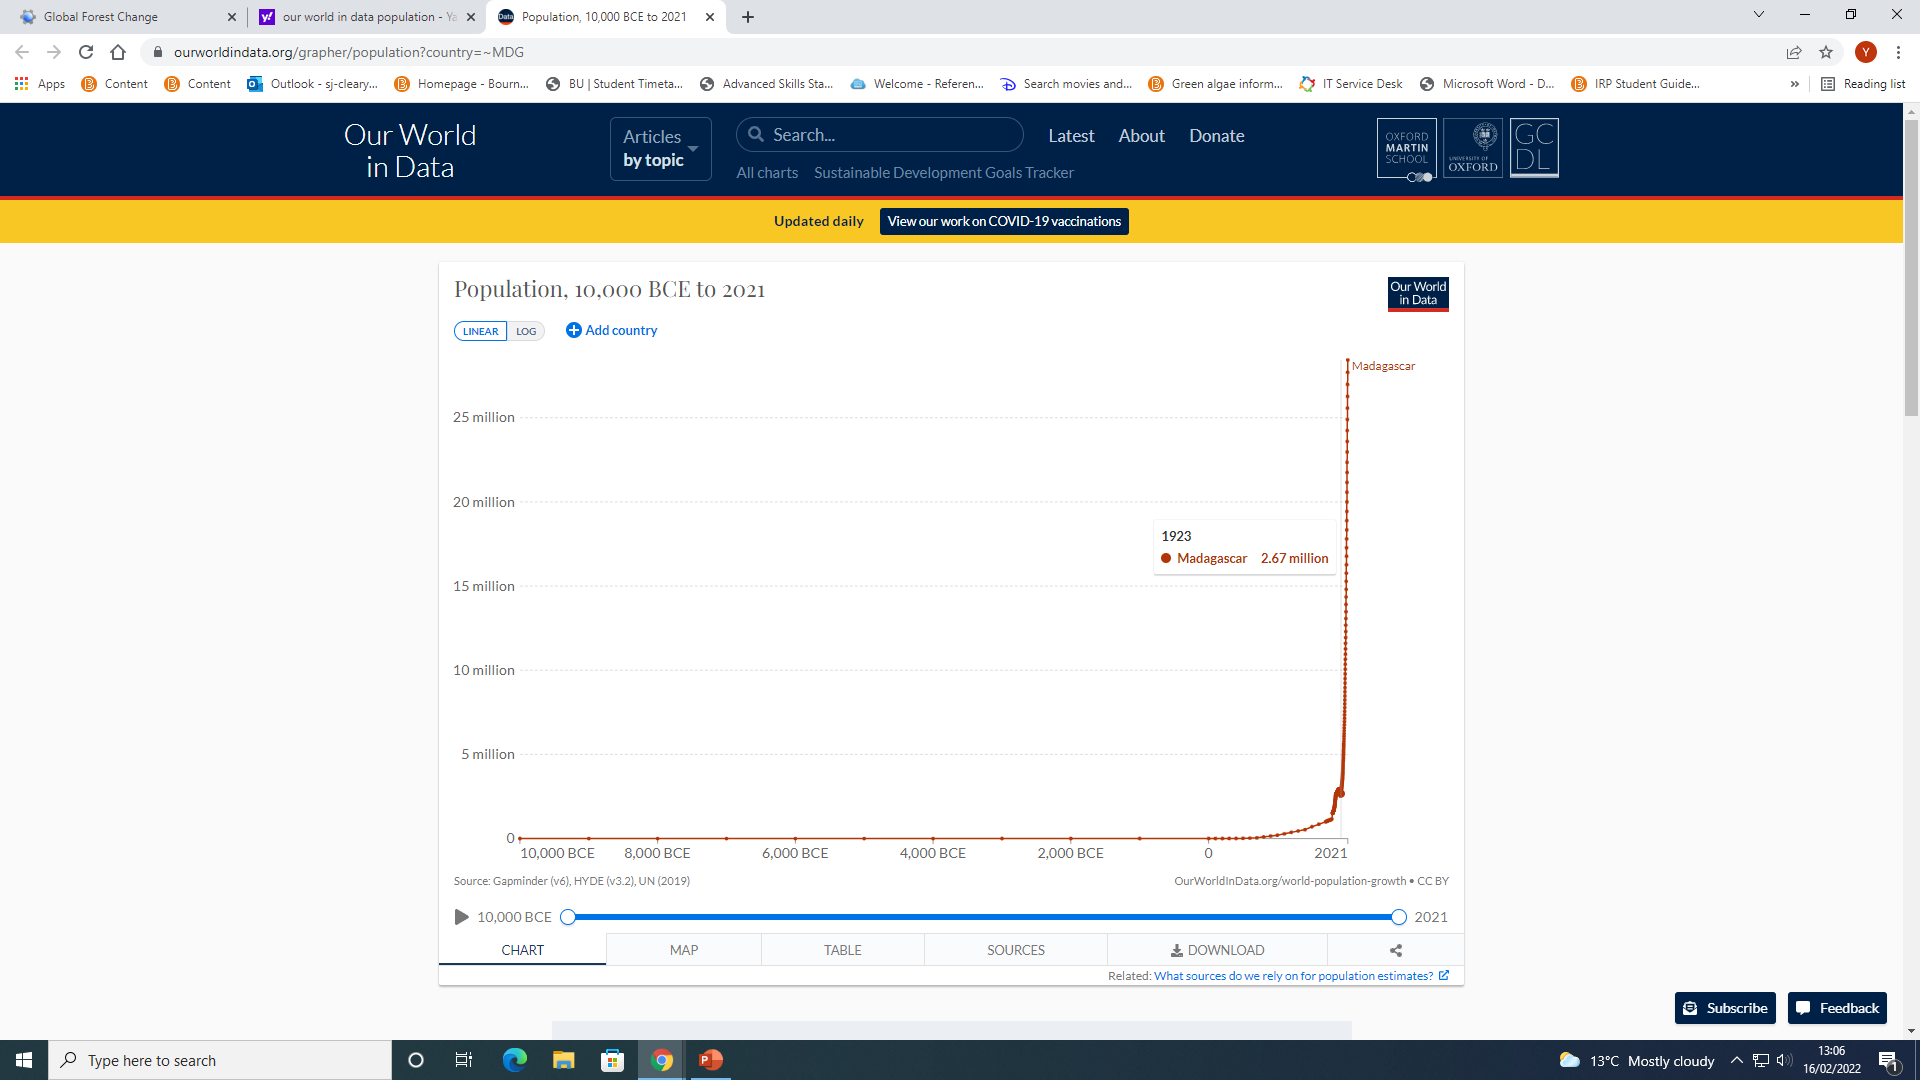 Global Forest Change
our world in data population - Ya
Population, 10,000 BCE to 2021
ourworldindata.org/grapher/population?country=~MDG
Y
Apps
Content
Content
Outlook - sj-cleary...
Homepage - Bourn...
BU | Student Timeta...
Advanced Skills Sta...
Welcome - Referen...
Search movies and...
Green algae inform...
IT Service Desk
Microsoft Word - D...
IRP Student Guide...
»
Reading list
Our World
in Data
Articles
by topic
Search...
Latest
About
Donate
All charts
Sustainable Development Goals Tracker
OXFORD
MARTIN
SCHOOL
UNIVERSITY OF
OXFORD
GC
DL
Updated daily
View our work on COVID-19 vaccinations
Population, 10,000 BCE to 2021
Our World
in Data
LINEAR
LOG
Add country
Madagascar
25 million
20 million
1923
Madagascar 2.67 million
15 million
10 million
5 million
0
10,000 BCE
8,000 BCE
6,000 BCE
4,000 BCE
2,000 BCE
0
2021
Source: Gapminder (v6), HYDE (v3.2), UN (2019)
OurWorldInData.org/world-population-growth • CC BY
10,000 BCE
2021
CHART
MAP
TABLE
SOURCES
DOWNLOAD
Related: What sources do we rely on for population estimates?
Subscribe
Feedback
Type here to search
13°C Mostly cloudy
13:06
16/02/2022
1